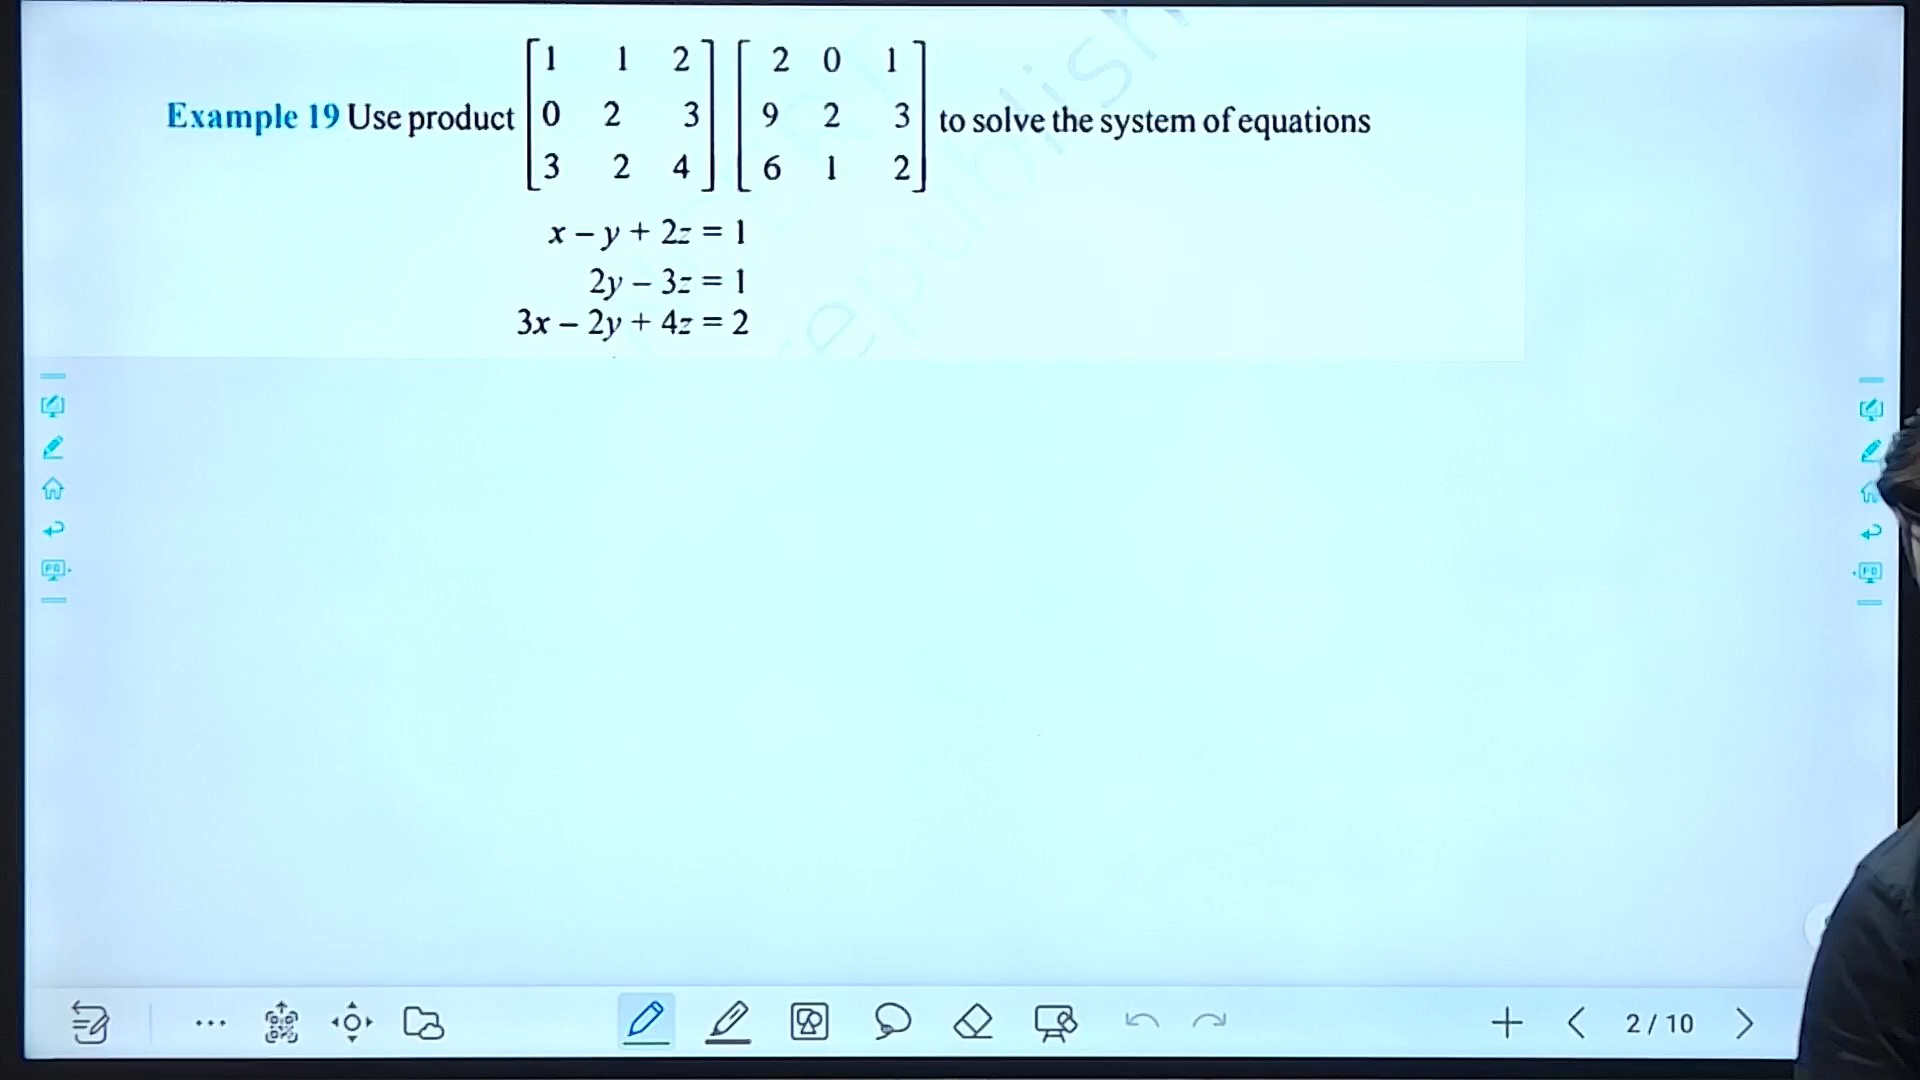 Example 19 Use product [1 1 2; 0 2 3; 3 2 4] [2 0 1; 9 2 3; 6 1 2] to solve the system of equations
x – y + 2z = 1
2y – 3z = 1
3x – 2y + 4z = 2
republish
2 / 10